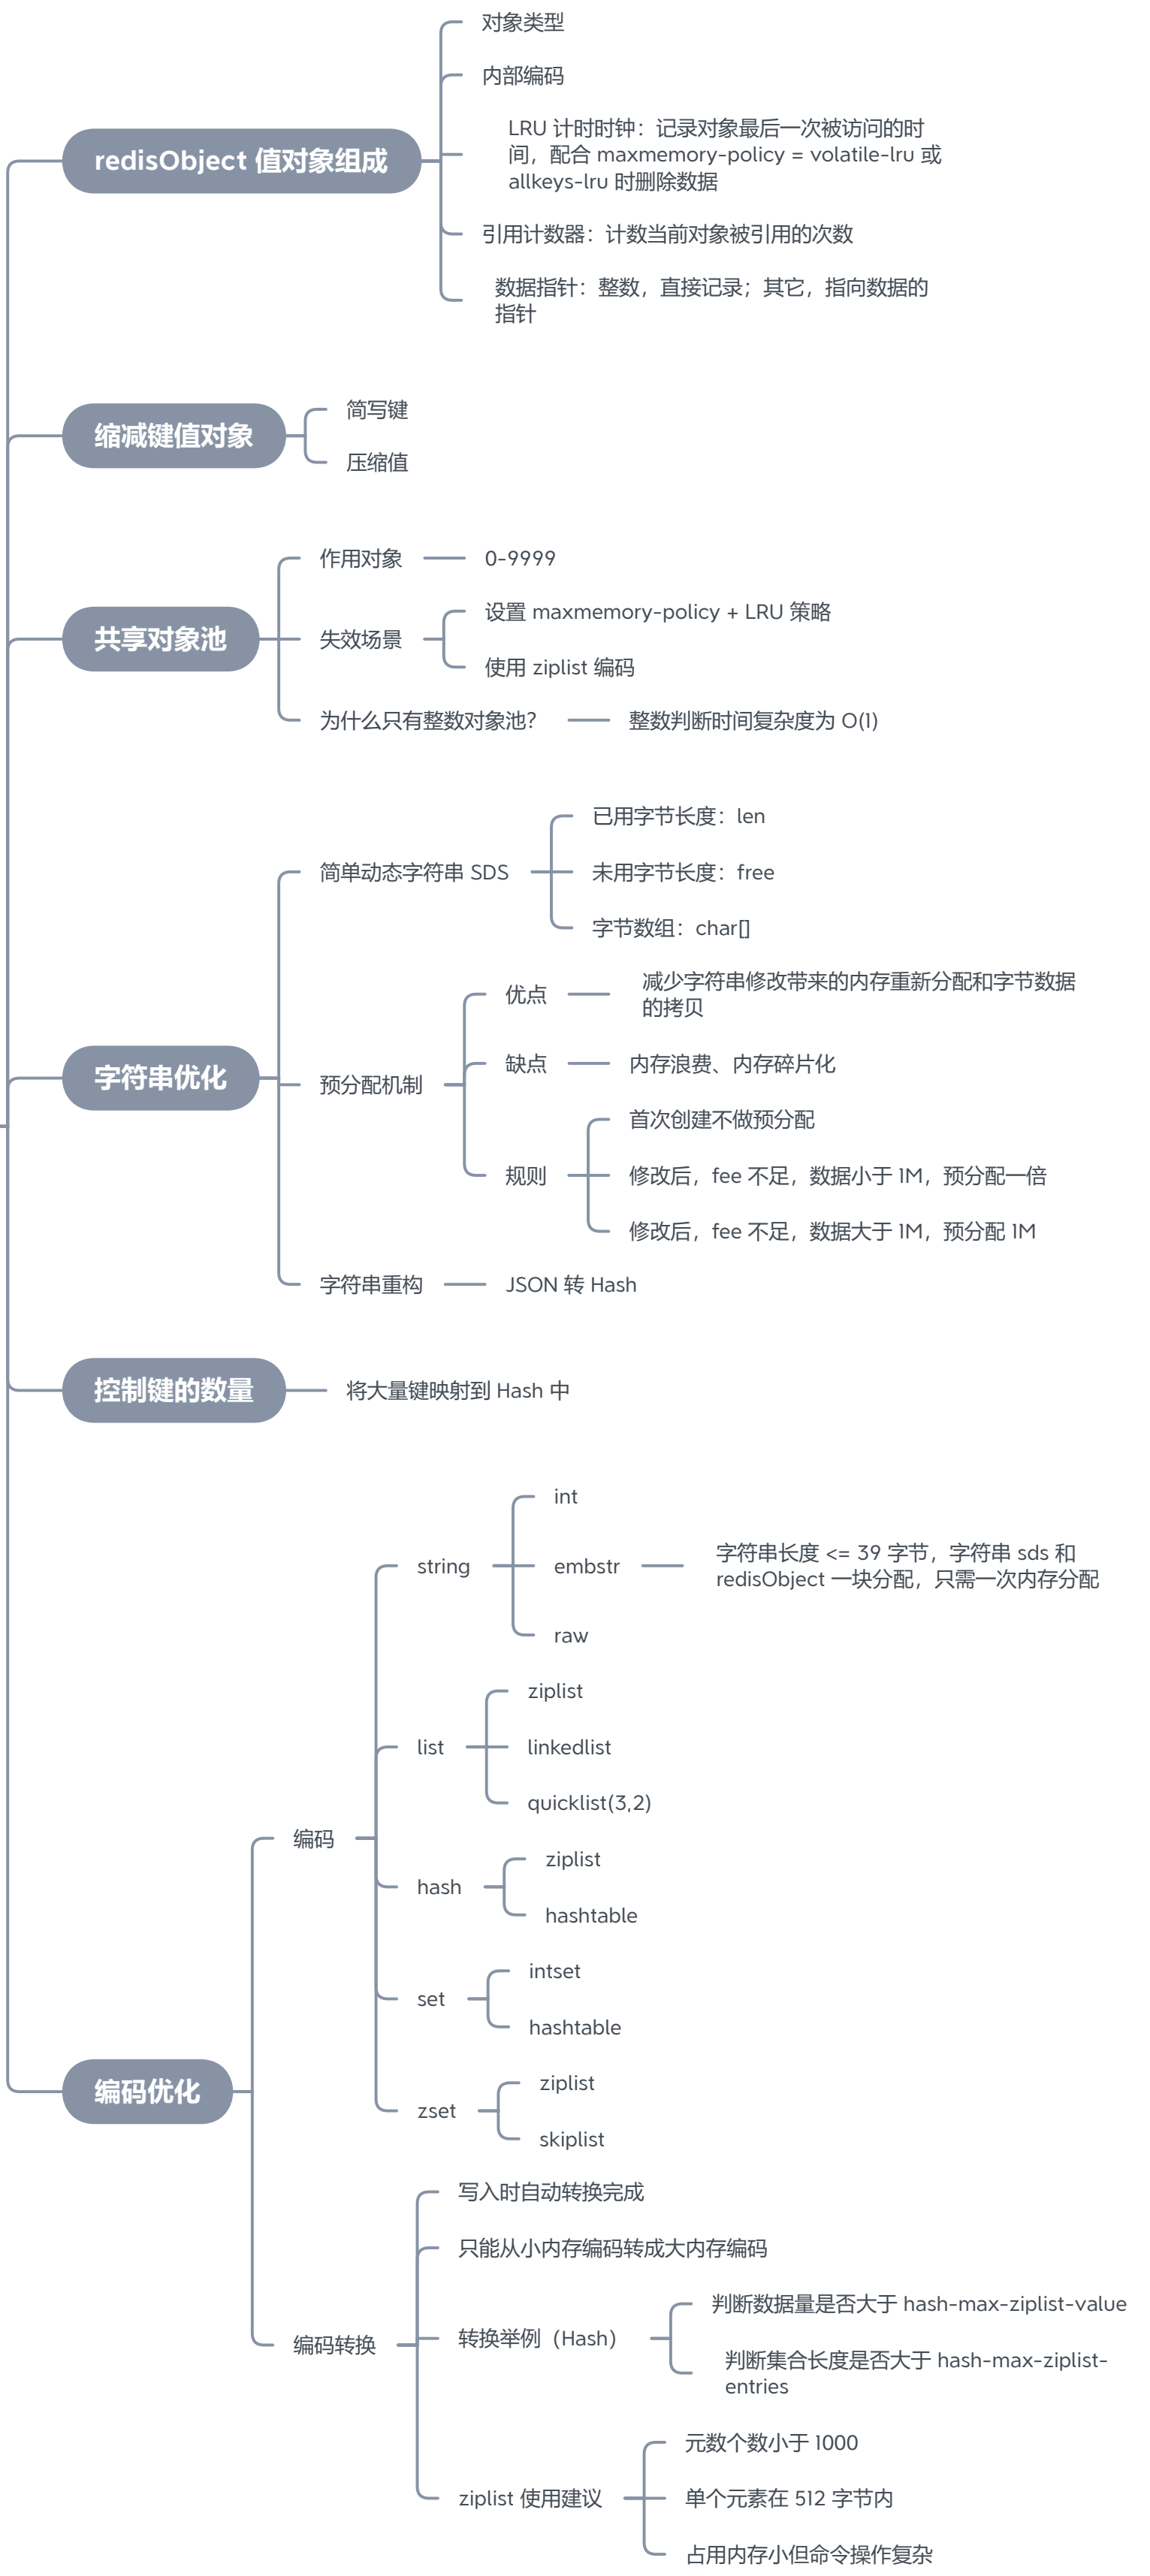 redisObject 值对象组成
对象类型
内部编码
LRU 计时时钟：记录对象最后一次被访问的时
间，配合 maxmemory-policy = volatile-lru 或
allkeys-lru 时删除数据
引用计数器：计数当前对象被引用的次数
数据指针：整数，直接记录；其它，指向数据的
指针
缩减键值对象
简写键
压缩值
共享对象池
作用对象
0-9999
失效场景
设置 maxmemory-policy + LRU 策略
使用 ziplist 编码
为什么只有整数对象池？
整数判断时间复杂度为 O(1)
字符串优化
简单动态字符串 SDS
已用字节长度：len
未用字节长度：free
字节数组：char[]
预分配机制
优点
减少字符串修改带来的内存重新分配和字节数据
的拷贝
缺点
内存浪费、内存碎片化
规则
首次创建不做预分配
修改后，fee 不足，数据小于 1M，预分配一倍
修改后，fee 不足，数据大于 1M，预分配 1M
字符串重构
JSON 转 Hash
控制键的数量
将大量键映射到 Hash 中
编码优化
编码
string
int
embstr
字符串长度 <= 39 字节，字符串 sds 和
redisObject 一块分配，只需一次内存分配
raw
list
ziplist
linkedlist
quicklist(3,2)
hash
ziplist
hashtable
set
intset
hashtable
zset
ziplist
skiplist
编码转换
写入时自动转换完成
只能从小内存编码转成大内存编码
转换举例（Hash）
判断数据量是否大于 hash-max-ziplist-value
判断集合长度是否大于 hash-max-ziplist-
entries
ziplist 使用建议
元数个数小于 1000
单个元素在 512 字节内
占用内存小但命令操作复杂